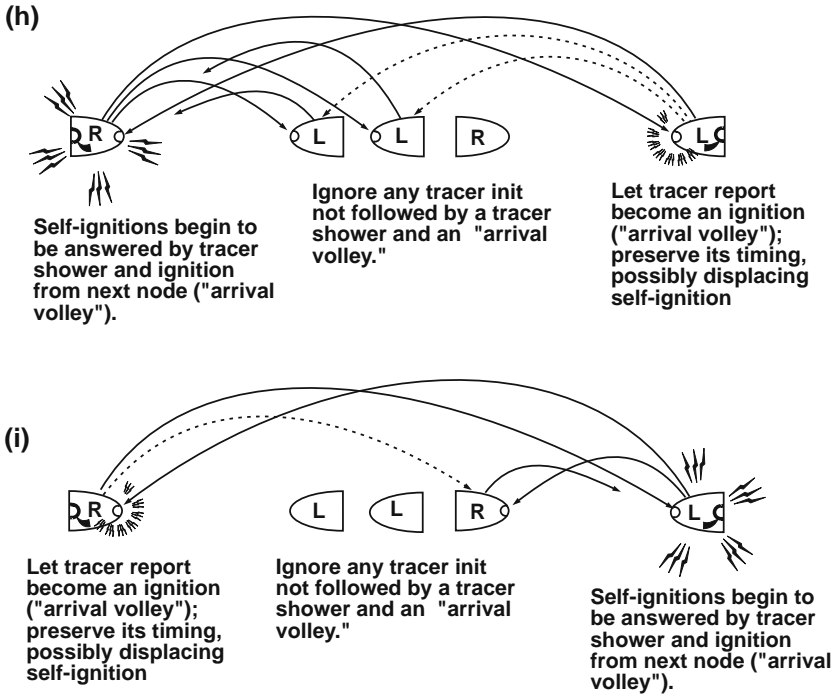 (h)
R
L
L
R
L
Self-ignitions begin to
be answered by tracer
shower and ignition
from next node ("arrival
volley").
Ignore any tracer init
not followed by a tracer
shower and an "arrival
volley."
Let tracer report
become an ignition
("arrival volley");
preserve its timing,
possibly displacing
self-ignition
(i)
R
L
L
R
L
Let tracer report
become an ignition
("arrival volley");
preserve its timing,
possibly displacing
self-ignition
Ignore any tracer init
not followed by a tracer
shower and an "arrival
volley."
Self-ignitions begin to
be answered by tracer
shower and ignition
from next node ("arrival
volley").